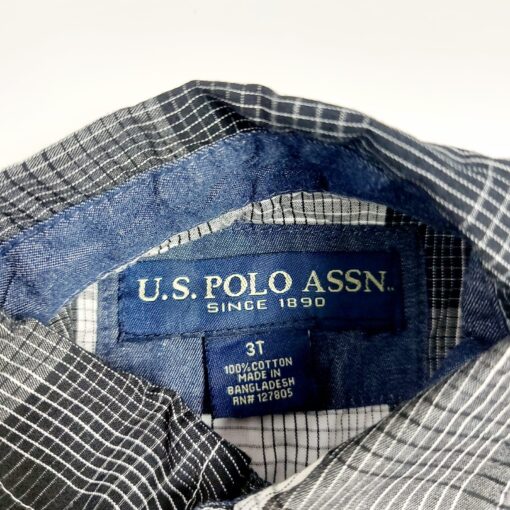 U.S. POLO ASSN.
SINCE 1890
3T
100% COTTON
MADE IN
BANGLADESH
RN# 127805